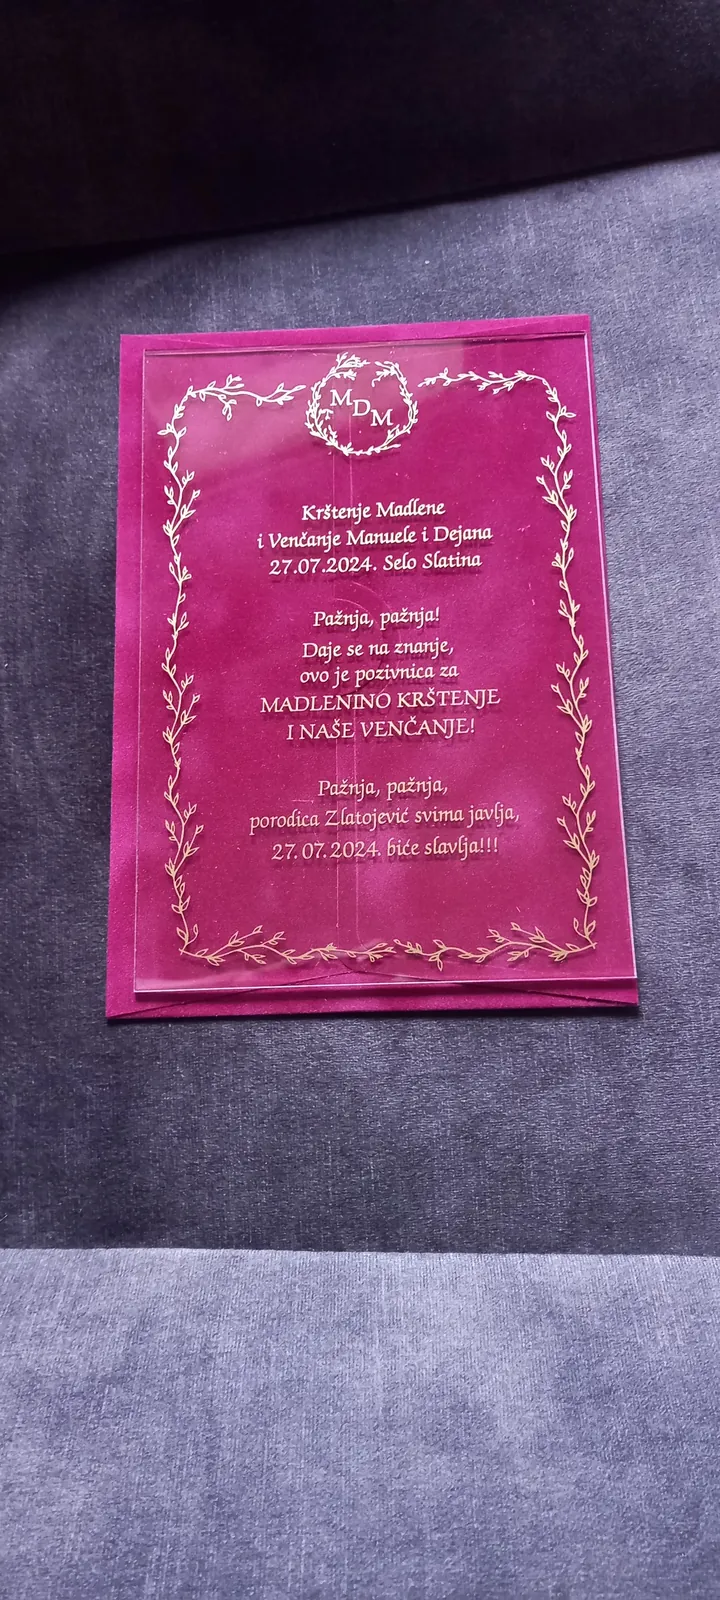 M D M
Krštenje Madlene
i Venčanje Manuele i Dejana
27.07.2024. Selo Slatina
Pažnja, pažnja!
Daje se na znanje,
ovo je pozivnica za
MADLENINO KRŠTENJE
I NAŠE VENČANJE!
Pažnja, pažnja,
porodica Zlatojević svima javlja,
27.07.2024. biće slavlja!!!